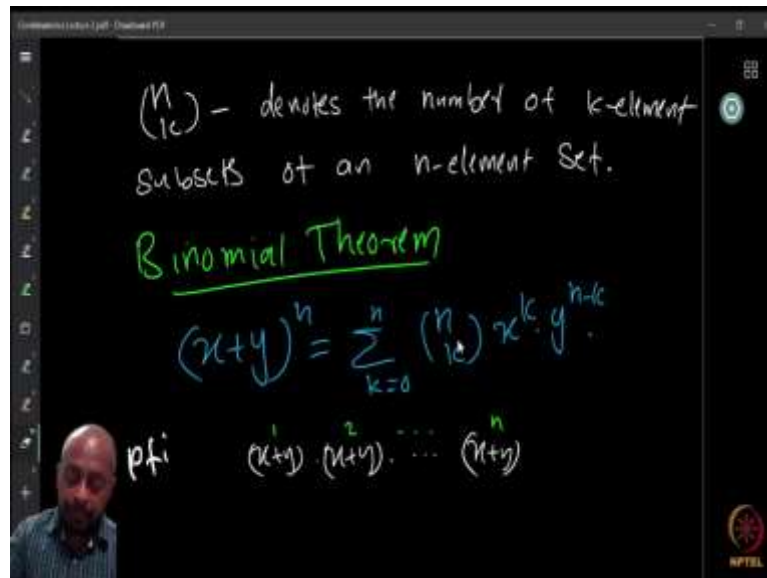 (n k) - denotes the number of k-element
subsets of an n-element set.
Binomial Theorem
(x+y)^n = Σ_{k=0}^{n} (n k) x^k . y^{n-k} .
pf: (x+y)^1 . (x+y)^2 . ... (x+y)^n
NPTEL